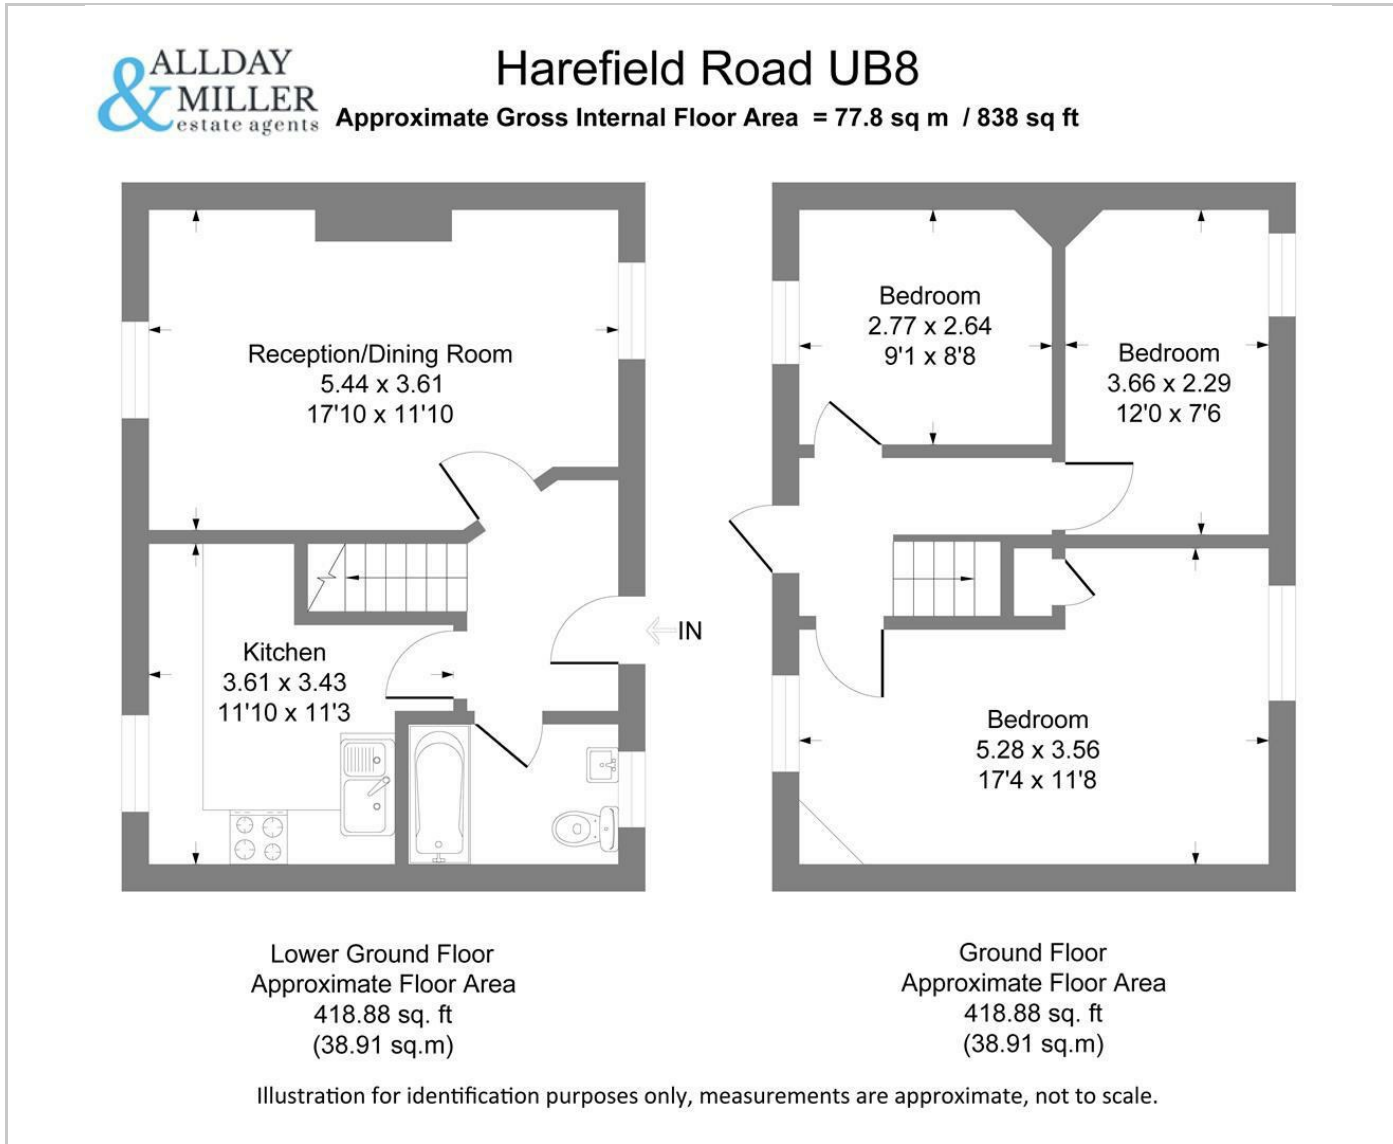 ALLDAY
& MILLER
estate agents
Harefield Road UB8
Approximate Gross Internal Floor Area = 77.8 sq m / 838 sq ft
Reception/Dining Room
5.44 x 3.61
17'10 x 11'10
Kitchen
3.61 x 3.43
11'10 x 11'3
IN
Bedroom
2.77 x 2.64
9'1 x 8'8
Bedroom
3.66 x 2.29
12'0 x 7'6
Bedroom
5.28 x 3.56
17'4 x 11'8
Lower Ground Floor
Approximate Floor Area
418.88 sq. ft
(38.91 sq.m)
Ground Floor
Approximate Floor Area
418.88 sq. ft
(38.91 sq.m)
Illustration for identification purposes only, measurements are approximate, not to scale.